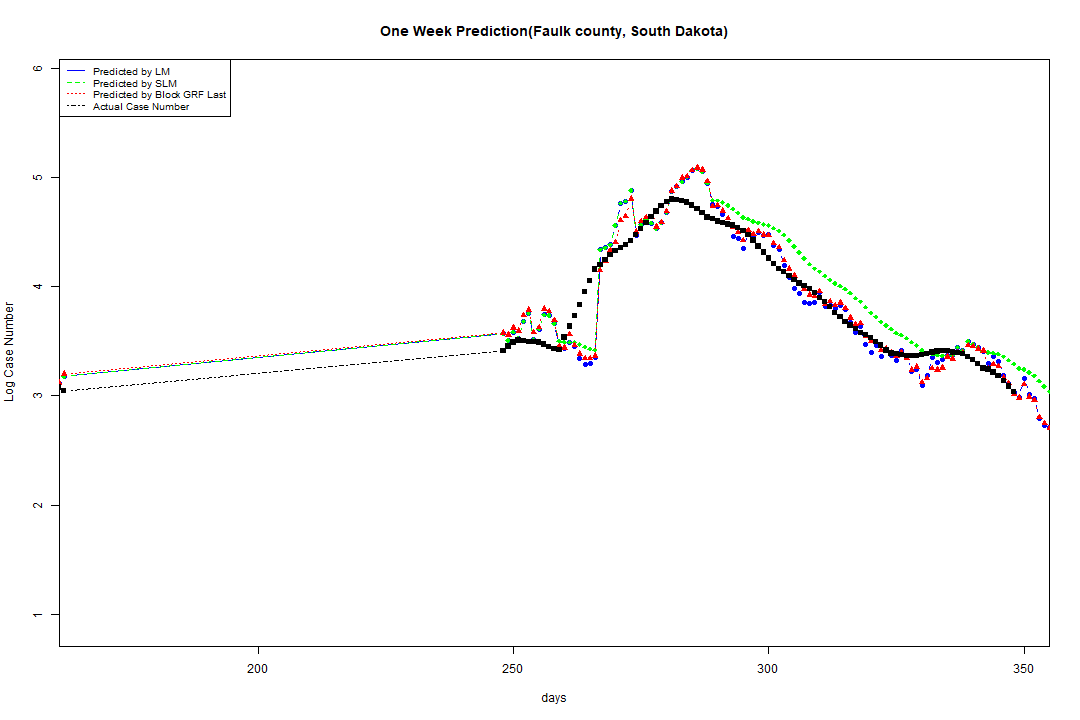 One Week Prediction(Faulk county, South Dakota)
Predicted by LM
Predicted by SLM
Predicted by Block GRF Last
Actual Case Number
6
5
4
3
2
1
Log Case Number
200 250 300 350
days